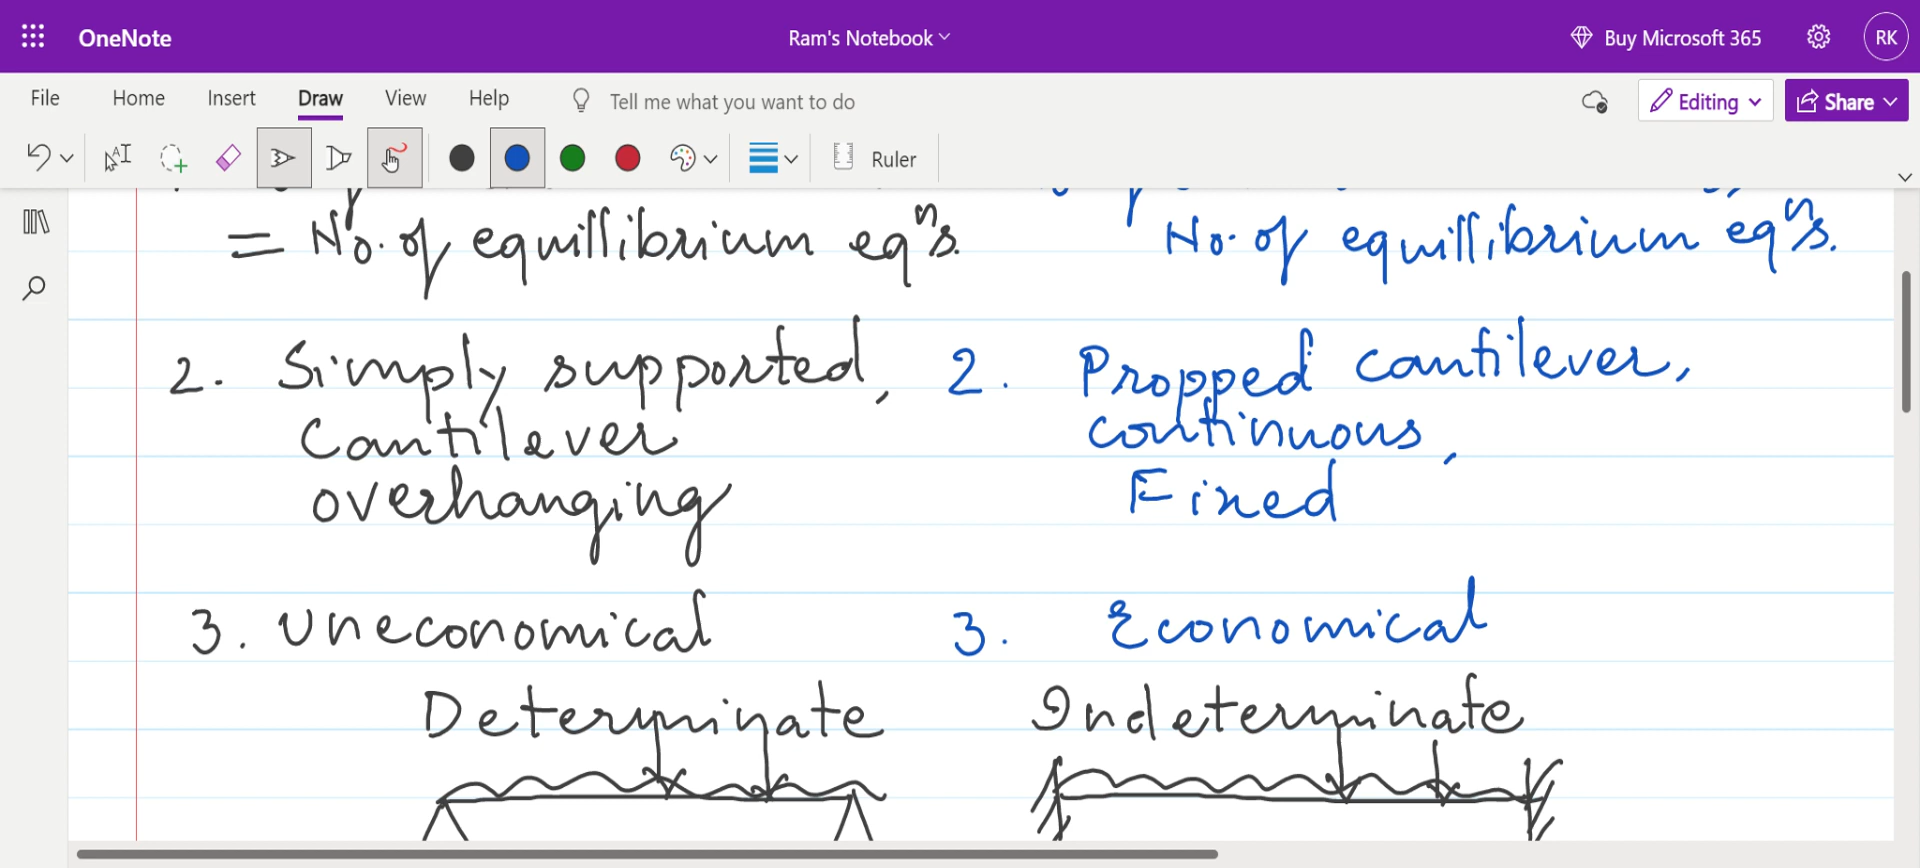 OneNote
Ram's Notebook
Buy Microsoft 365
RK
File Home Insert Draw View Help Tell me what you want to do
Editing Share
Ruler
= No. of equillibrium eqⁿs.
No. of equillibrium eqⁿs.
2. Simply supported,
Cantilever
overhanging
2. Propped cantilever,
continuous,
Fixed
3. Uneconomical
3. Economical
Determinate
Indeterminate